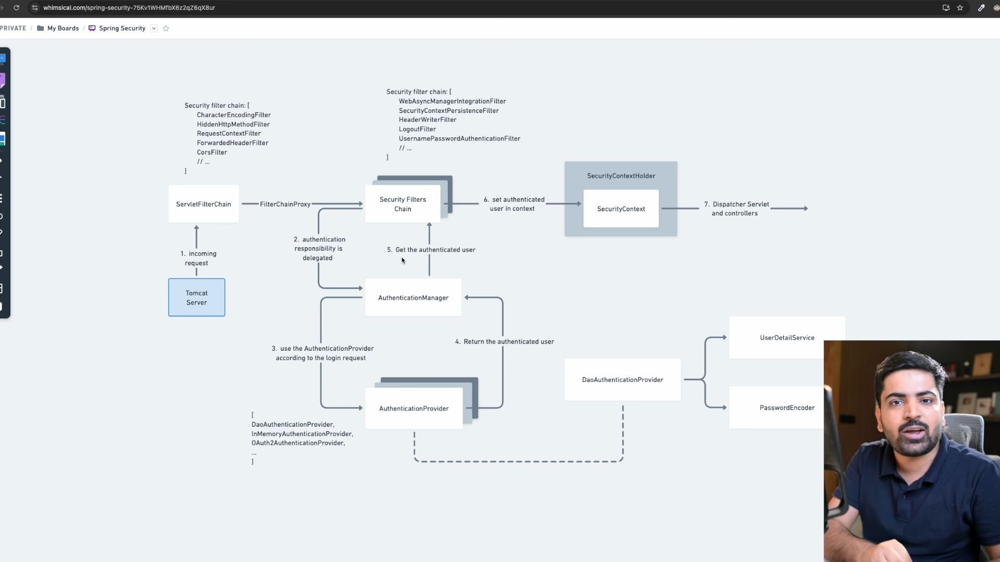 whimsical.com/spring-security-75Kv1WHMfbX6z2qZ6qX8ur
PRIVATE / My Boards / Spring Security
Security filter chain: [
CharacterEncodingFilter
HiddenHttpMethodFilter
RequestContextFilter
ForwardedHeaderFilter
CorsFilter
// ...
]
Security filter chain: [
WebAsyncManagerIntegrationFilter
SecurityContextPersistenceFilter
HeaderWriterFilter
LogoutFilter
UsernamePasswordAuthenticationFilter
// ...
]
ServletFilterChain
FilterChainProxy
Security Filters
Chain
6. set authenticated
user in context
SecurityContextHolder
SecurityContext
7. Dispatcher Servlet
and controllers
1. incoming
request
Tomcat
Server
2. authentication
responsibility is
delegated
5. Get the authenticated user
AuthenticationManager
3. use the AuthenticationProvider
according to the login request
4. Return the authenticated user
AuthenticationProvider
[
DaoAuthenticationProvider,
InMemoryAuthenticationProvider,
OAuth2AuthenticationProvider,
...
]
DaoAuthenticationProvider
UserDetailService
PasswordEncoder